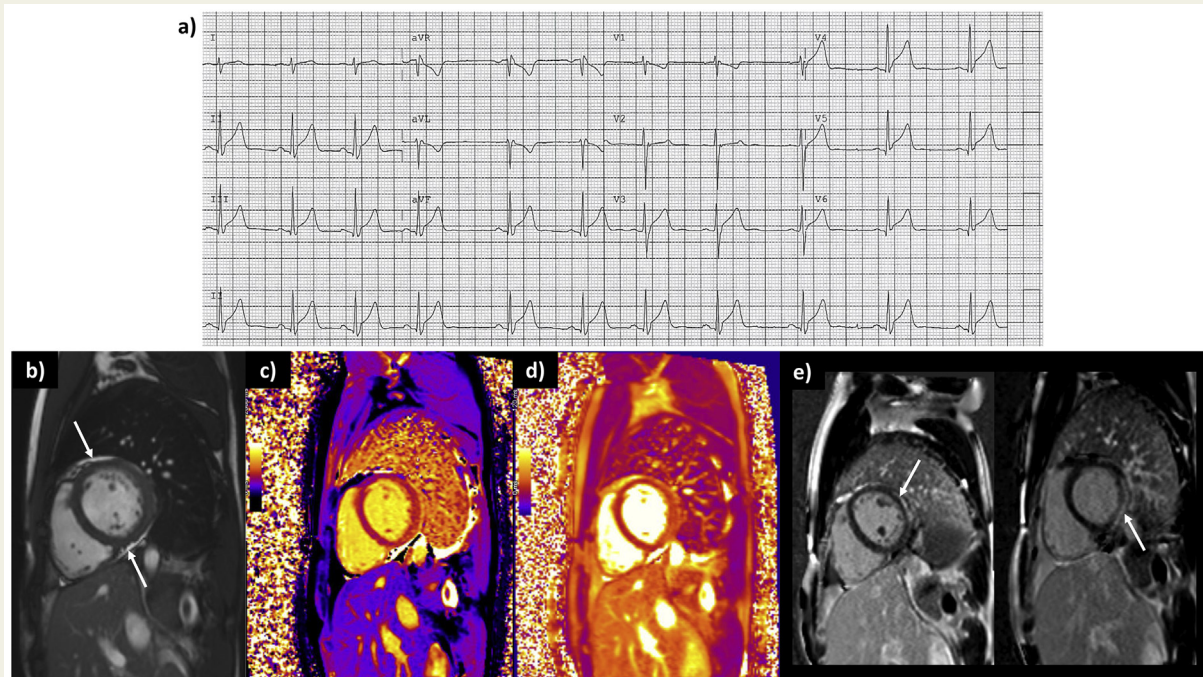 a)
I aVR V1 V4
II aVL V2 V5
III aVF V3 V6
II
b) c) d) e)